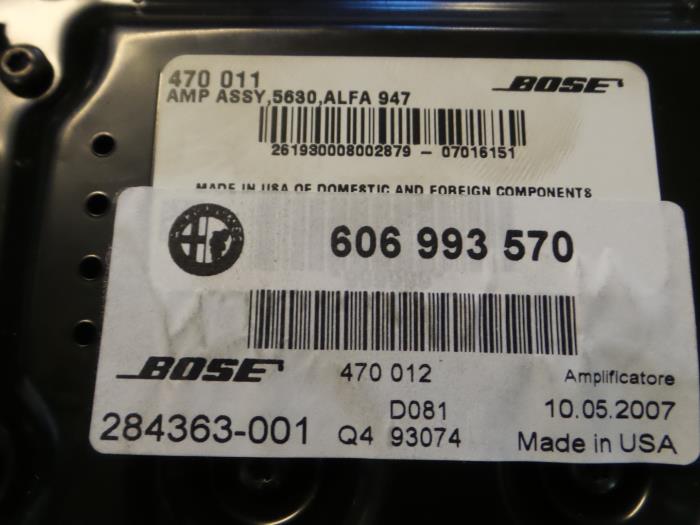 470 011
BOSE
AMP ASSY,5630,ALFA 947
261930008002879 - 07016151
MADE IN USA OF DOMESTIC AND FOREIGN COMPONENTS
606 993 570
BOSE
470 012
Amplificatore
284363-001
D081
10.05.2007
Q4 93074
Made in USA